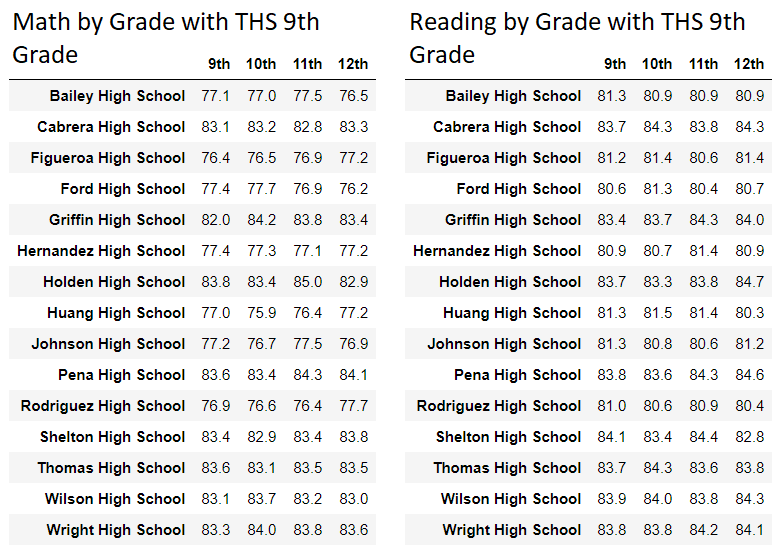 Math by Grade with THS 9th
Grade
9th 10th 11th 12th
Bailey High School 77.1 77.0 77.5 76.5
Cabrera High School 83.1 83.2 82.8 83.3
Figueroa High School 76.4 76.5 76.9 77.2
Ford High School 77.4 77.7 76.9 76.2
Griffin High School 82.0 84.2 83.8 83.4
Hernandez High School 77.4 77.3 77.1 77.2
Holden High School 83.8 83.4 85.0 82.9
Huang High School 77.0 75.9 76.4 77.2
Johnson High School 77.2 76.7 77.5 76.9
Pena High School 83.6 83.4 84.3 84.1
Rodriguez High School 76.9 76.6 76.4 77.7
Shelton High School 83.4 82.9 83.4 83.8
Thomas High School 83.6 83.1 83.5 83.5
Wilson High School 83.1 83.7 83.2 83.0
Wright High School 83.3 84.0 83.8 83.6
Reading by Grade with THS 9th
Grade
9th 10th 11th 12th
Bailey High School 81.3 80.9 80.9 80.9
Cabrera High School 83.7 84.3 83.8 84.3
Figueroa High School 81.2 81.4 80.6 81.4
Ford High School 80.6 81.3 80.4 80.7
Griffin High School 83.4 83.7 84.3 84.0
Hernandez High School 80.9 80.7 81.4 80.9
Holden High School 83.7 83.3 83.8 84.7
Huang High School 81.3 81.5 81.4 80.3
Johnson High School 81.3 80.8 80.6 81.2
Pena High School 83.8 83.6 84.3 84.6
Rodriguez High School 81.0 80.6 80.9 80.4
Shelton High School 84.1 83.4 84.4 82.8
Thomas High School 83.7 84.3 83.6 83.8
Wilson High School 83.9 84.0 83.8 84.3
Wright High School 83.8 83.8 84.2 84.1